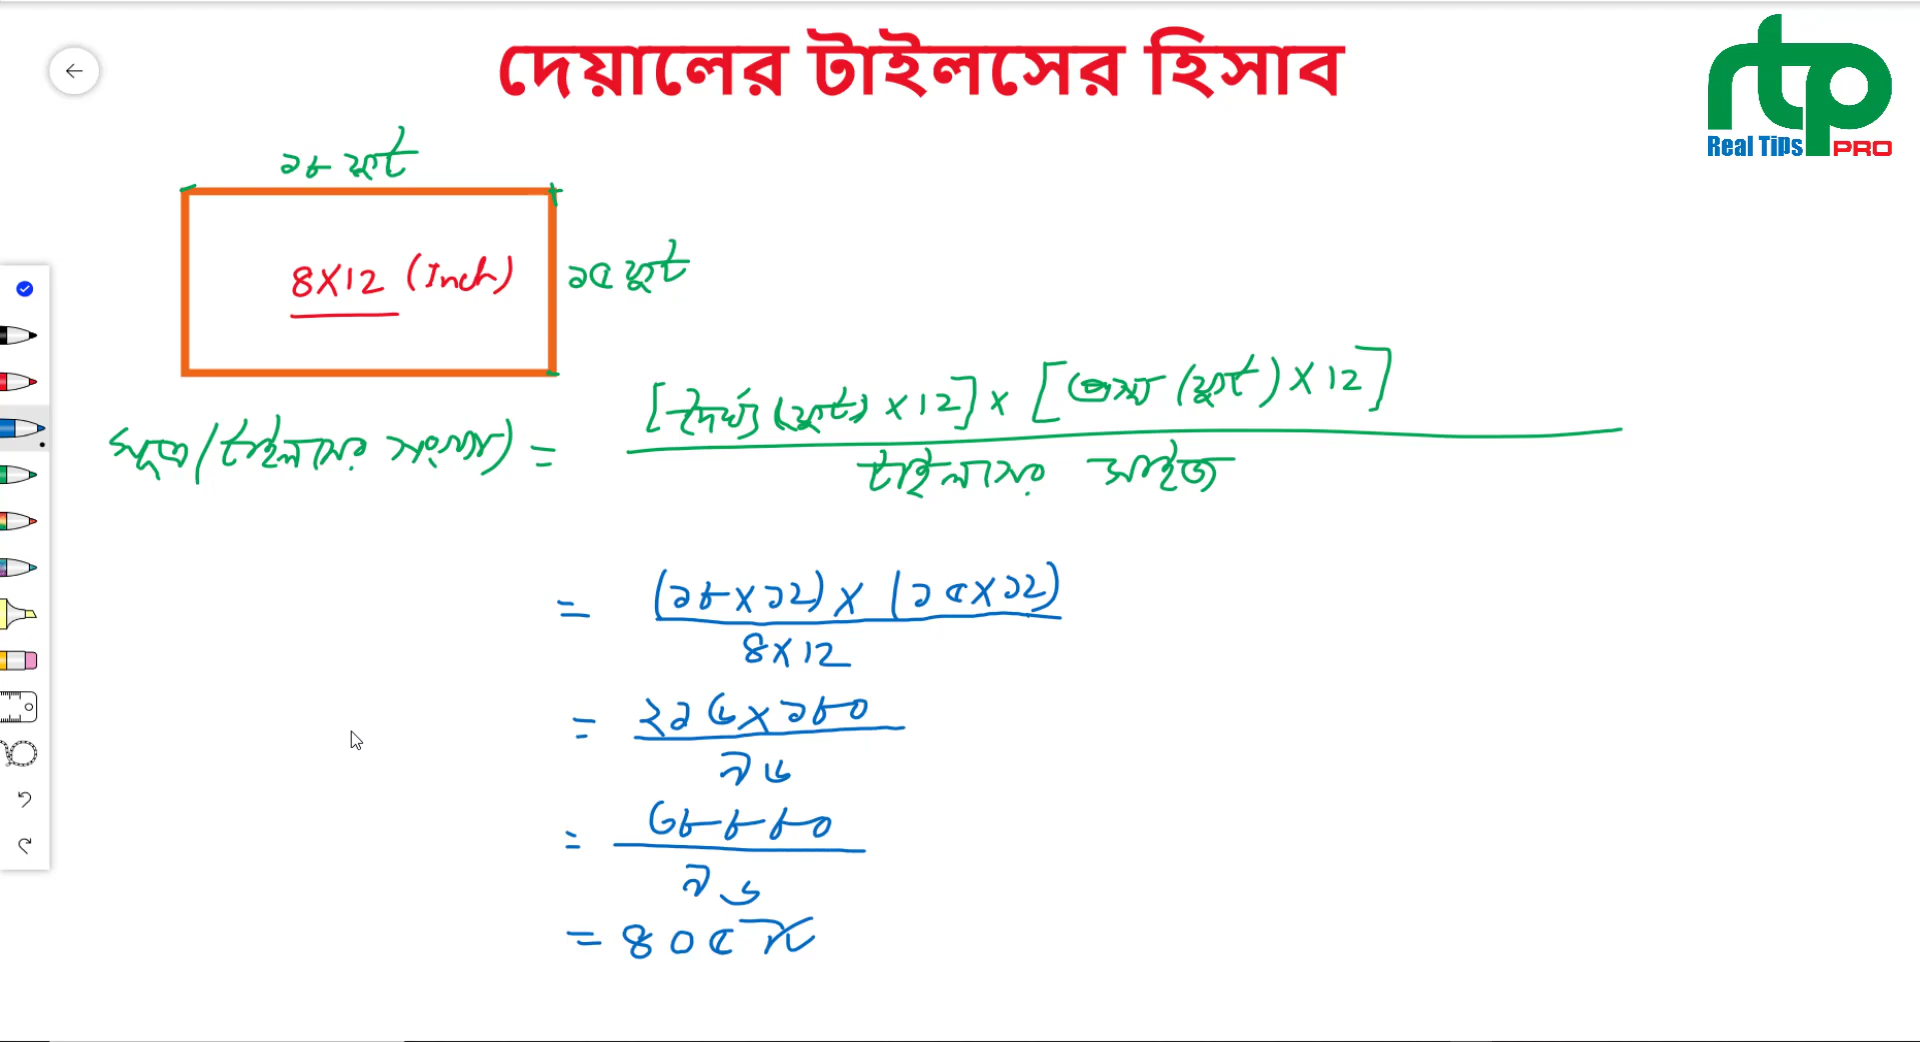 দেয়ালের টাইলসের হিসাব
rtp
Real Tips PRO
১৮ ফুট
8X12 (Inch)
১৫ ফুট
সূত্র/টাইলসের সংখ্যা) = [দৈর্ঘ্য (ফুট) X 12] X [প্রস্থ (ফুট) X 12]
টাইলসের সাইজ
= (১৮X১২) X (১৫X১২)
8X12
= ২১৬X১৮০
৯৬
= ৩৮৮৮০
৯৬
= ৪০৫ টি